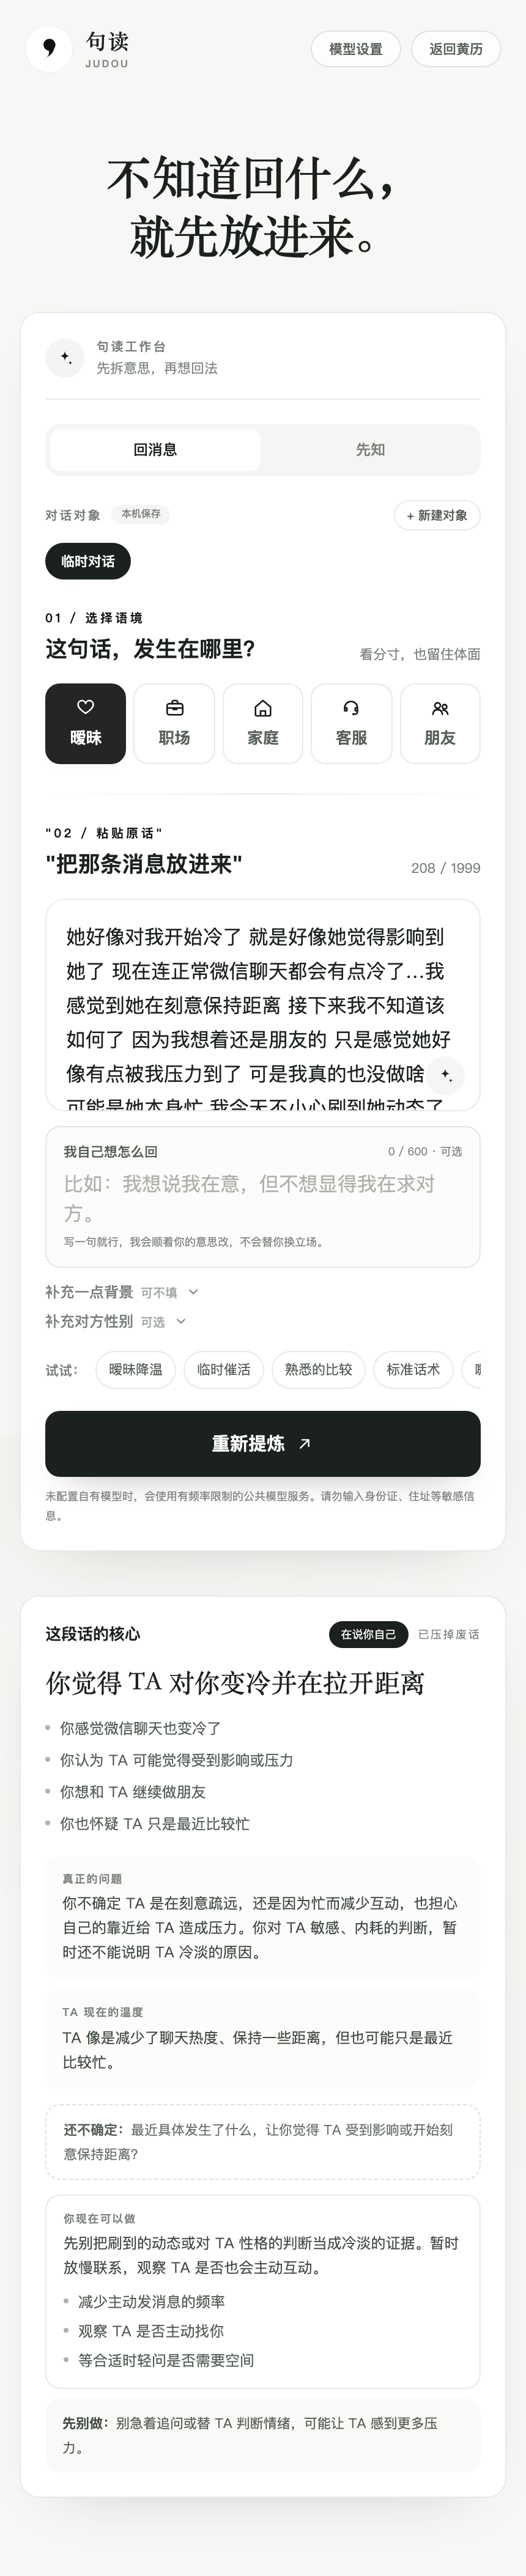 句读
JUDOU
模型设置
返回黄历
不知道回什么，
就先放进来。
句读工作台
先拆意思，再想回法
回消息
先知
对话对象
本机保存
+ 新建对象
临时对话
01 / 选择语境
这句话，发生在哪里？
看分寸，也留住体面
暧昧
职场
家庭
客服
朋友
"02 / 粘贴原话"
"把那条消息放进来"
208 / 1999
她好像对我开始冷了 就是好像她觉得影响到
她了 现在连正常微信聊天都会有点冷了...我
感觉到她在刻意保持距离 接下来我不知道该
如何了 因为我想着还是朋友的 只是感觉她好
像有点被我压力到了 可是我真的也没做啥
可能是她本身忙 我今天不小心刷到她动态了
我自己想怎么回
0 / 600 · 可选
比如：我想说我在意，但不想显得我在求对
方。
写一句就行，我会顺着你的意思改，不会替你换立场。
补充一点背景 可不填
补充对方性别 可选
试试：
暧昧降温
临时催活
熟悉的比较
标准话术
重新提炼
未配置自有模型时，会使用有频率限制的公共模型服务。请勿输入身份证、住址等敏感信
息。
这段话的核心
在说你自己
已压掉废话
你觉得 TA 对你变冷并在拉开距离
你感觉微信聊天也变冷了
你认为 TA 可能觉得受到影响或压力
你想和 TA 继续做朋友
你也怀疑 TA 只是最近比较忙
真正的问题
你不确定 TA 是在刻意疏远，还是因为忙而减少互动，也担心
自己的靠近给 TA 造成压力。你对 TA 敏感、内耗的判断，暂
时还不能说明 TA 冷淡的原因。
TA 现在的温度
TA 像是减少了聊天热度、保持一些距离，但也可能只是最近
比较忙。
还不确定：最近具体发生了什么，让你觉得 TA 受到影响或开始刻
意保持距离？
你现在可以做
先别把刷到的动态或对 TA 性格的判断当成冷淡的证据。暂时
放慢联系，观察 TA 是否也会主动互动。
减少主动发消息的频率
观察 TA 是否主动找你
等合适时轻问是否需要空间
先别做：别急着追问或替 TA 判断情绪，可能让 TA 感到更多压
力。